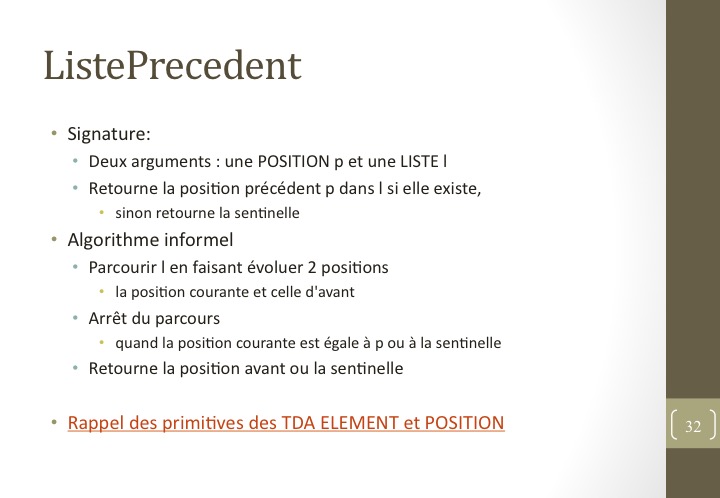 ListePrecedent
• Signature:
• Deux arguments : une POSITION p et une LISTE l
• Retourne la position précédent p dans l si elle existe,
• sinon retourne la sentinelle
• Algorithme informel
• Parcourir l en faisant évoluer 2 positions
• la position courante et celle d'avant
• Arrêt du parcours
• quand la position courante est égale à p ou à la sentinelle
• Retourne la position avant ou la sentinelle
• Rappel des primitives des TDA ELEMENT et POSITION
32